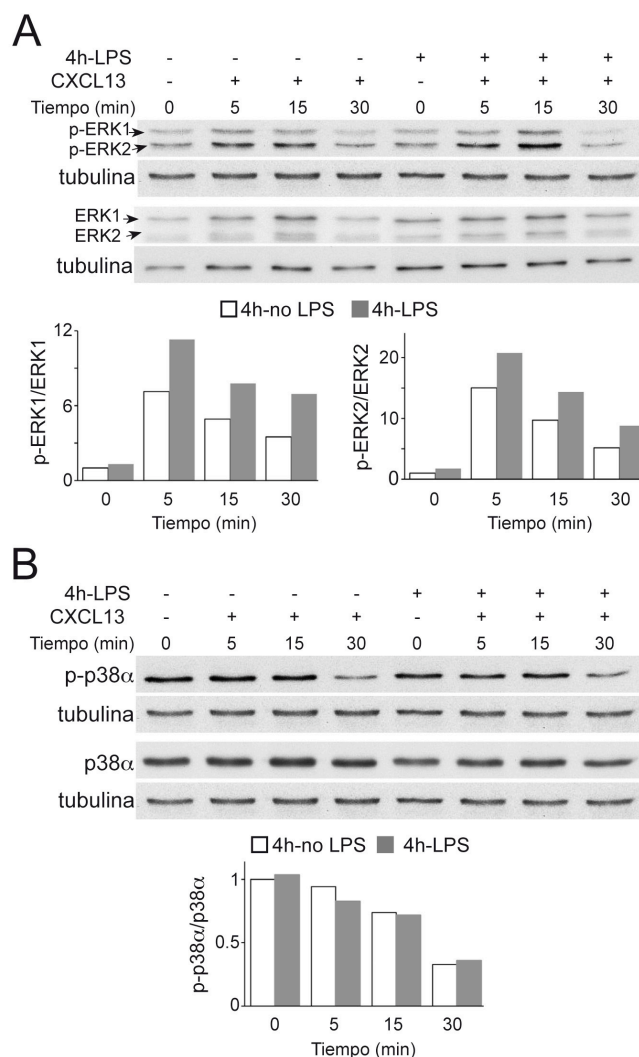 A
4h-LPS - - - - + + + +
CXCL13 - + + + - + + +
Tiempo (min) 0 5 15 30 0 5 15 30
p-ERK1
p-ERK2
tubulina
ERK1
ERK2
tubulina
4h-no LPS 4h-LPS
p-ERK1/ERK1
12
6
0
0 5 15 30
Tiempo (min)
p-ERK2/ERK2
20
10
0
0 5 15 30
Tiempo (min)
B
4h-LPS - - - - + + + +
CXCL13 - + + + - + + +
Tiempo (min) 0 5 15 30 0 5 15 30
p-p38α
tubulina
p38α
tubulina
4h-no LPS 4h-LPS
p-p38α/p38α
1
0.5
0
0 5 15 30
Tiempo (min)